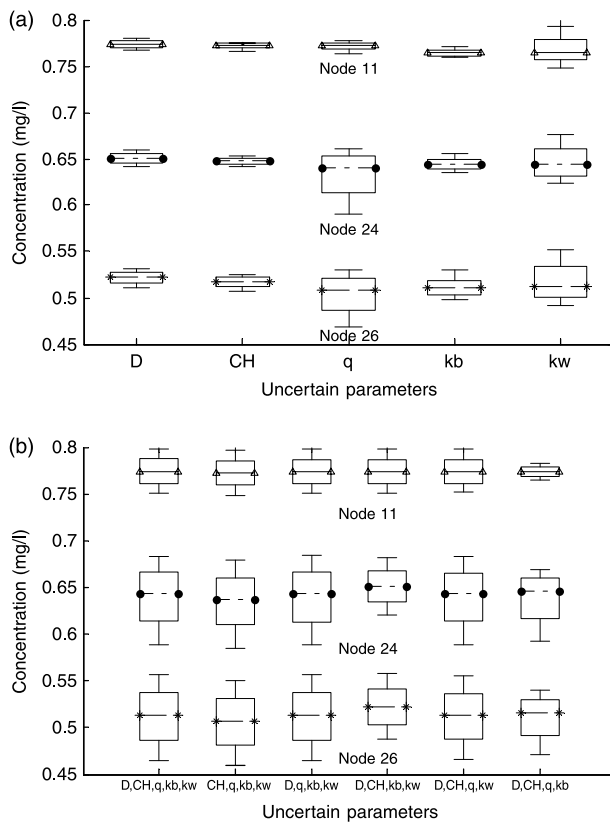 (a)
0.8
0.75
0.7
0.65
0.6
0.55
0.5
0.45
Concentration (mg/l)
Node 11
Node 24
Node 26
D CH q kb kw
Uncertain parameters
(b)
0.8
0.75
0.7
0.65
0.6
0.55
0.5
0.45
Concentration (mg/l)
Node 11
Node 24
Node 26
D,CH,q,kb,kw CH,q,kb,kw D,q,kb,kw D,CH,kb,kw D,CH,q,kw D,CH,q,kb
Uncertain parameters